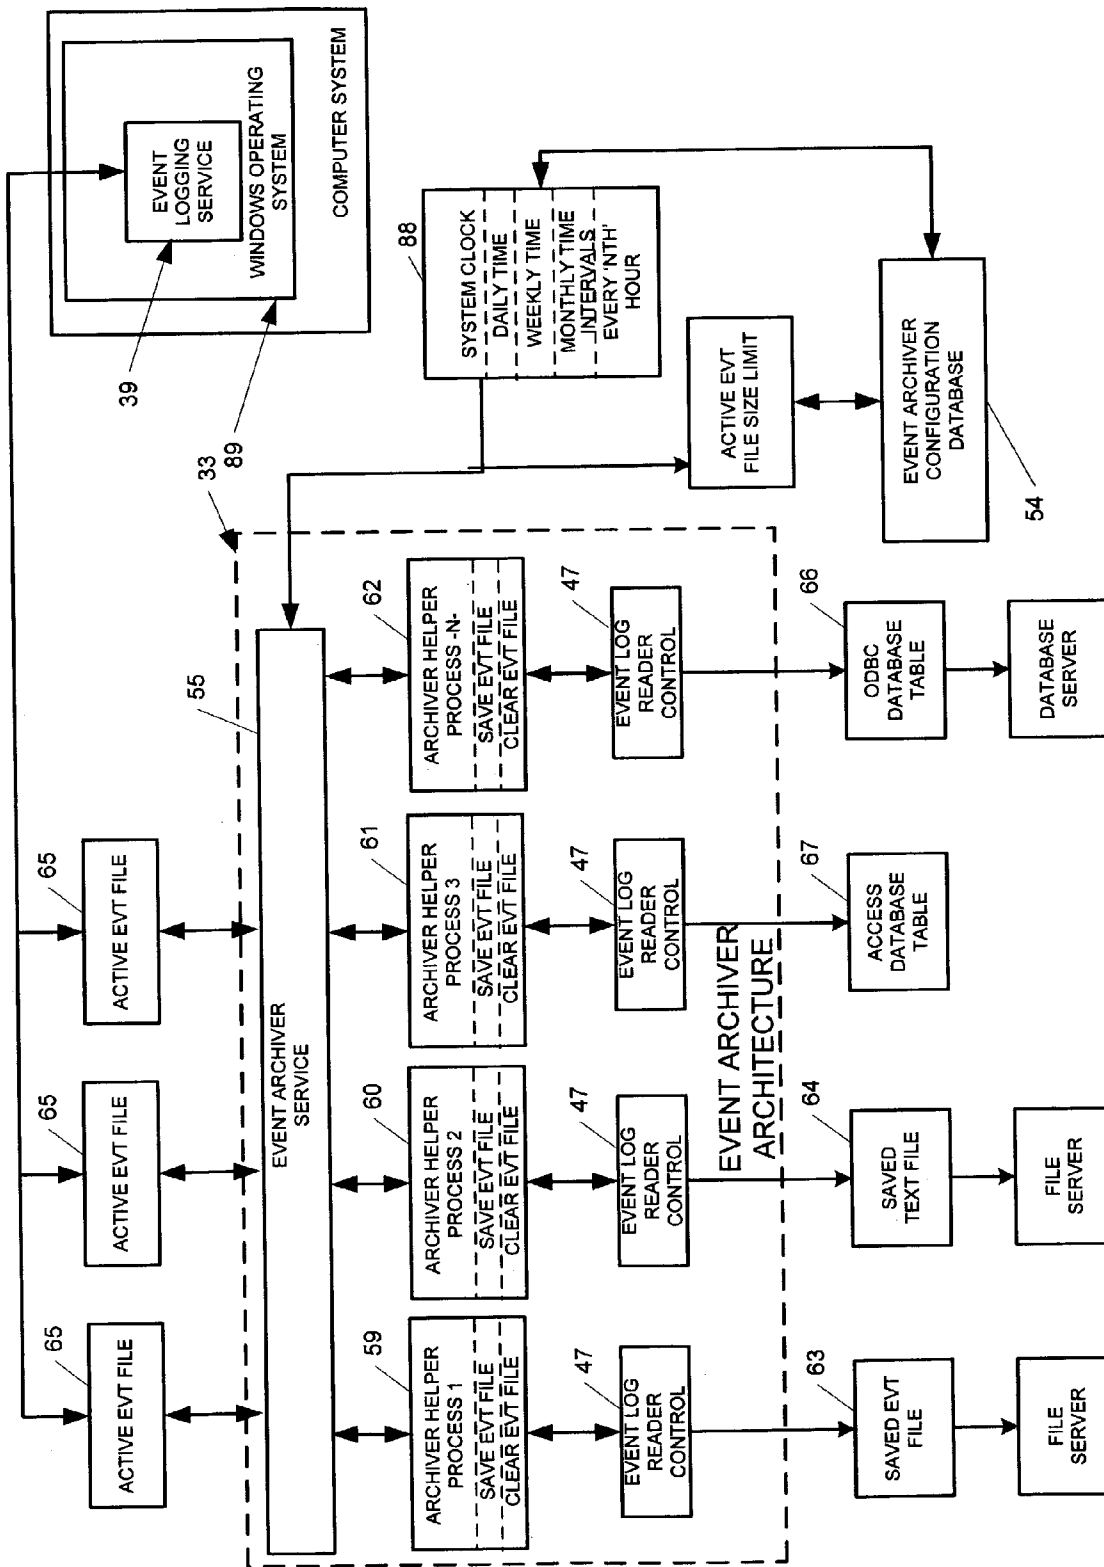 COMPUTER SYSTEM
WINDOWS OPERATING
SYSTEM
EVENT
LOGGING
SERVICE
39
89
33
65
ACTIVE EVT FILE
65
ACTIVE EVT FILE
65
ACTIVE EVT FILE
55
EVENT ARCHIVER
SERVICE
88
SYSTEM CLOCK
DAILY TIME
WEEKLY TIME
MONTHLY TIME
INTERVALS
EVERY 'NTH'
HOUR
ACTIVE EVT
FILE SIZE LIMIT
EVENT ARCHIVER
CONFIGURATION
DATABASE
54
59
ARCHIVER HELPER
PROCESS 1
SAVE EVT FILE
CLEAR EVT FILE
60
ARCHIVER HELPER
PROCESS 2
SAVE EVT FILE
CLEAR EVT FILE
61
ARCHIVER HELPER
PROCESS 3
SAVE EVT FILE
CLEAR EVT FILE
62
ARCHIVER HELPER
PROCESS -N-
SAVE EVT FILE
CLEAR EVT FILE
47
EVENT LOG
READER
CONTROL
47
EVENT LOG
READER
CONTROL
47
EVENT LOG
READER
CONTROL
47
EVENT LOG
READER
CONTROL
EVENT ARCHIVER
ARCHITECTURE
63
SAVED EVT
FILE
64
SAVED
TEXT FILE
67
ACCESS
DATABASE
TABLE
66
ODBC
DATABASE
TABLE
FILE
SERVER
FILE
SERVER
DATABASE
SERVER